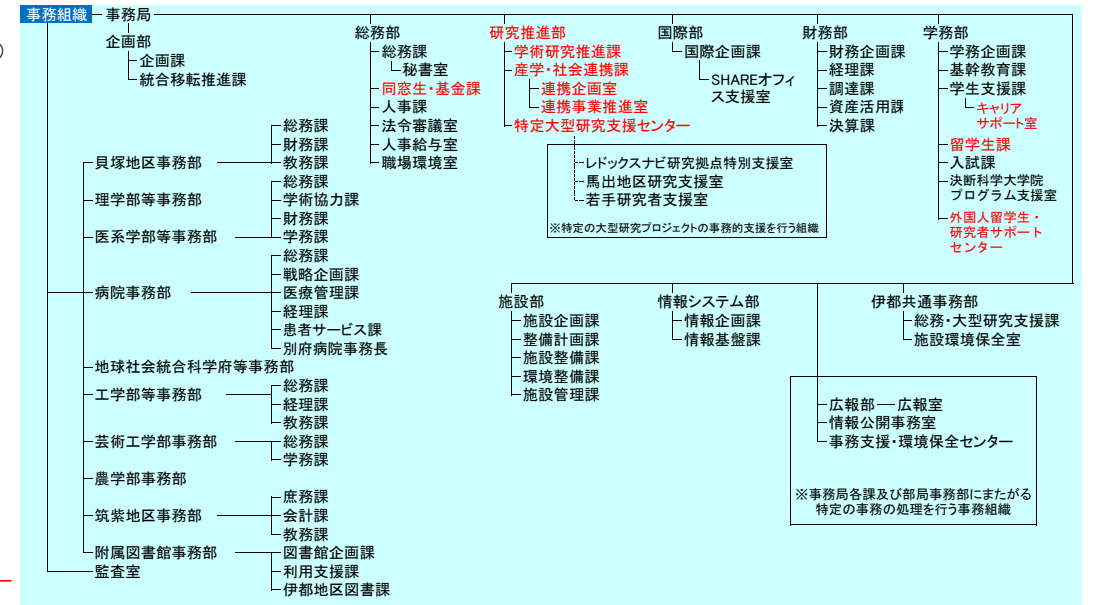 事務組織
事務局
企画部
企画課
統合移転推進課
総務部
総務課
秘書室
同窓生・基金課
人事課
法令審議室
人事給与室
職場環境室
研究推進部
学術研究推進課
産学・社会連携課
連携企画室
連携事業推進室
特定大型研究支援センター
レドックスナビ研究拠点特別支援室
馬出地区研究支援室
若手研究者支援室
※特定の大型研究プロジェクトの事務的支援を行う組織
国際部
国際企画課
SHAREオフィ
ス支援室
財務部
財務企画課
経理課
調達課
資産活用課
決算課
学務部
学務企画課
基幹教育課
学生支援課
キャリア
サポート室
留学生課
入試課
決断科学大学院
プログラム支援室
外国人留学生・
研究者サポート
センター
施設部
施設企画課
整備計画課
施設整備課
環境整備課
施設管理課
情報システム部
情報企画課
情報基盤課
伊都共通事務部
総務・大型研究支援課
施設環境保全室
広報部
広報室
情報公開事務室
事務支援・環境保全センター
※事務局各課及び部局事務部にまたがる
特定の事務の処理を行う事務組織
貝塚地区事務部
総務課
財務課
教務課
理学部等事務部
医系学部等事務部
総務課
学術協力課
財務課
学務課
病院事務部
総務課
戦略企画課
医療管理課
経理課
患者サービス課
別府病院事務長
地球社会統合科学府等事務部
工学部等事務部
総務課
経理課
教務課
芸術工学部事務部
総務課
学務課
農学部事務部
筑紫地区事務部
庶務課
会計課
教務課
附属図書館事務部
図書館企画課
利用支援課
伊都地区図書課
監査室